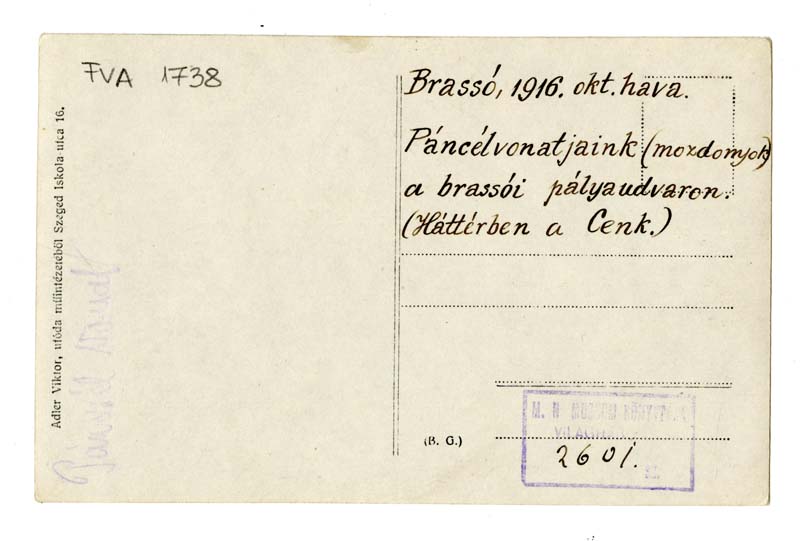 FVA 1738
Brassó, 1916. okt. hava.
Páncélvonatjaink (mozdonyok)
a brassói pályaudvaron.
(Háttérben a Cenk.)
Adler Viktor, utóda műintézetéből Szeged Iskola-utca 16.
(B. G.)
M. N. MUZEUM
2601.